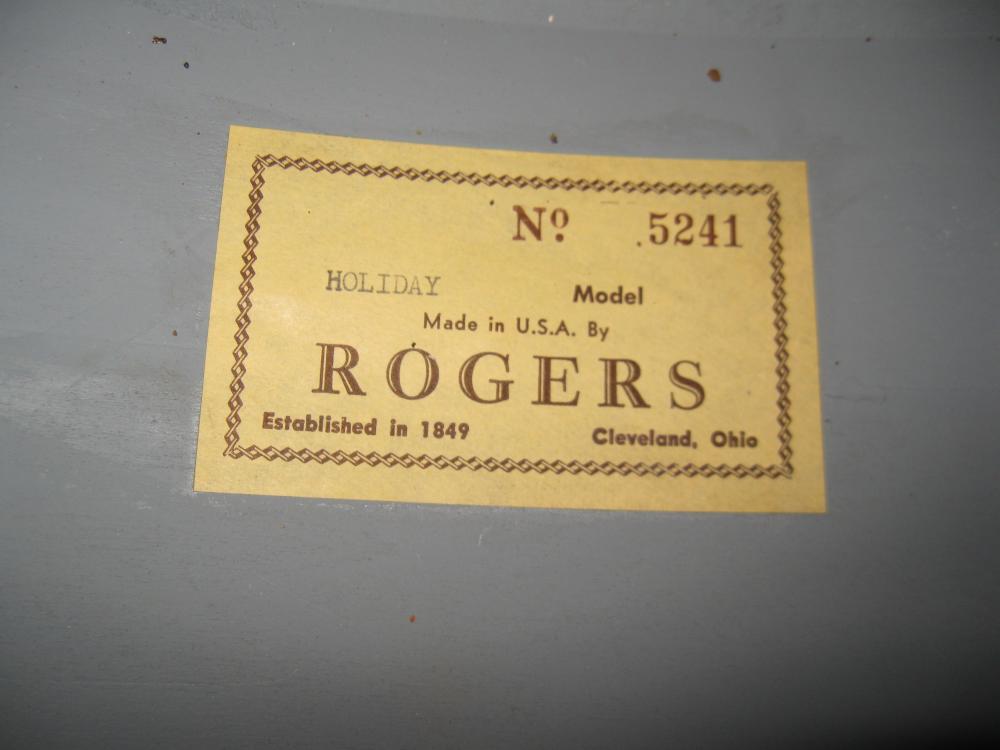 Nº 5241
HOLIDAY Model
Made in U.S.A. By
ROGERS
Established in 1849 Cleveland, Ohio